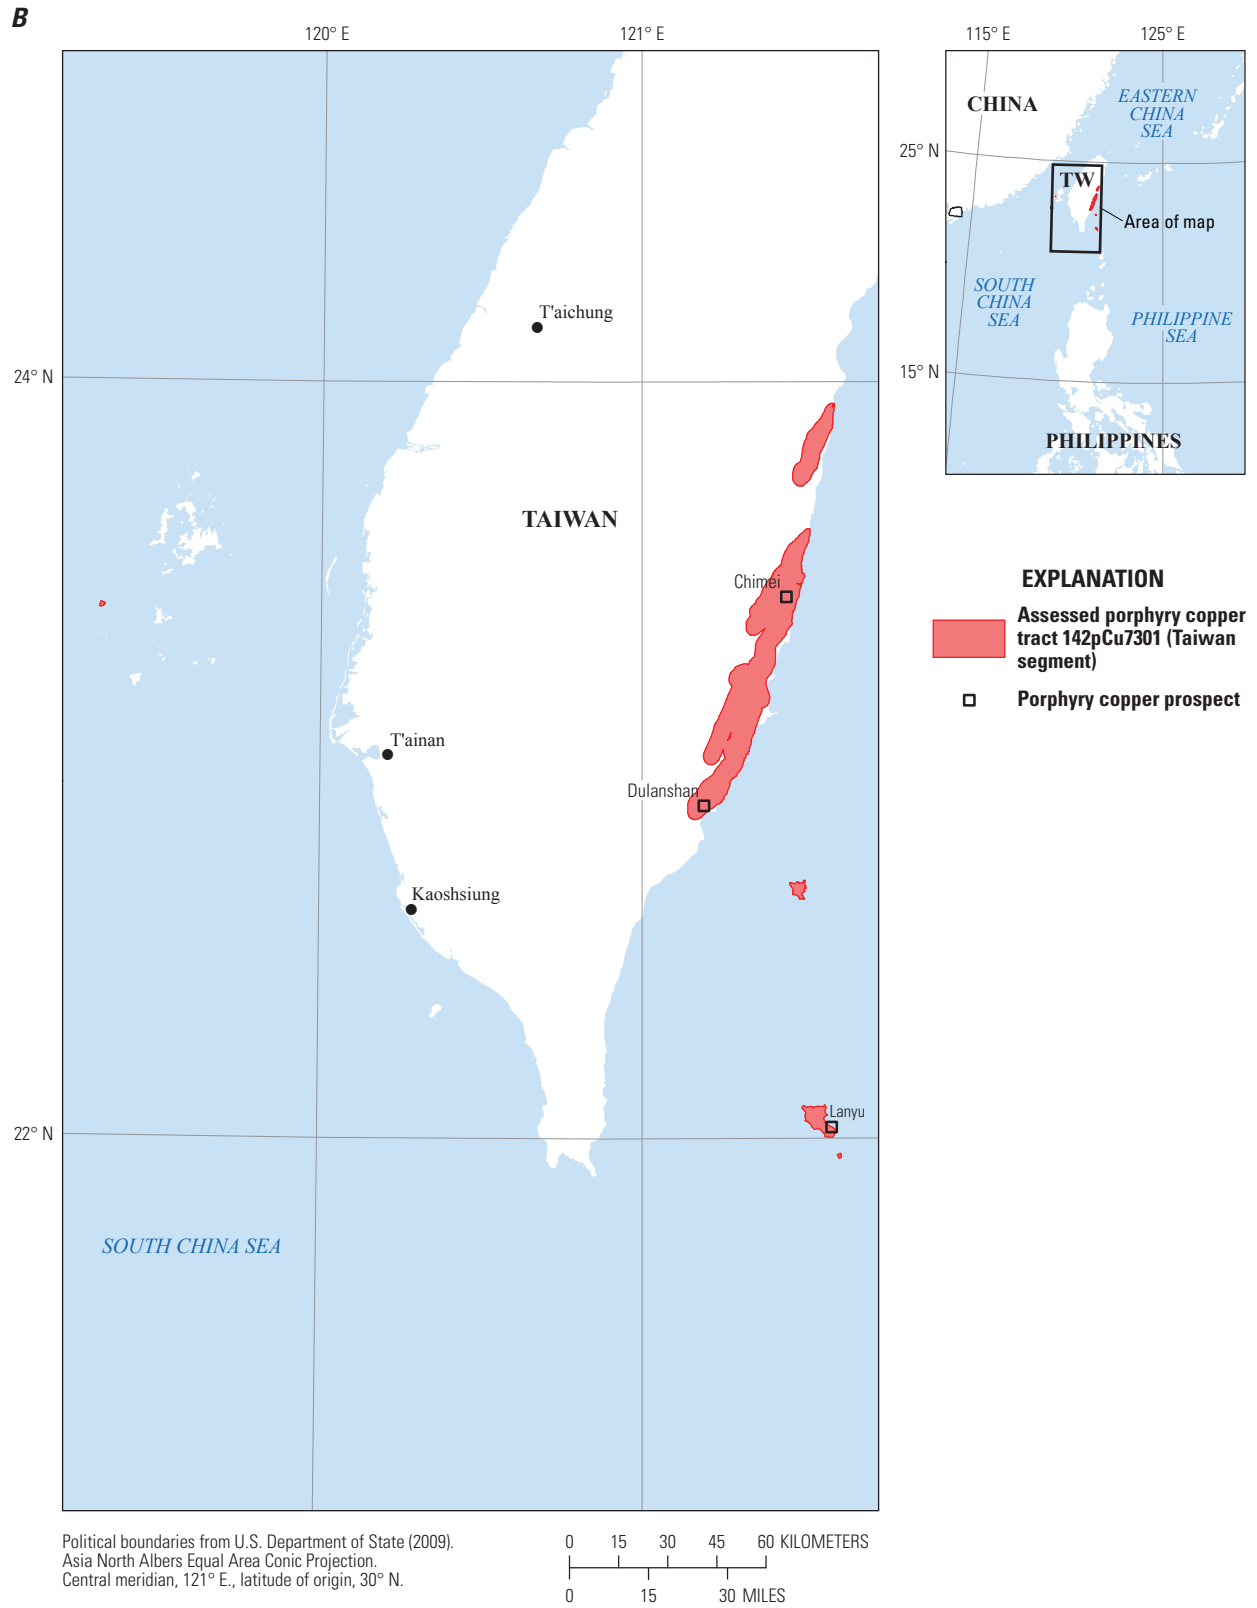 B
120° E
121° E
115° E
125° E
CHINA
EASTERN
CHINA
SEA
25° N
TW
Area of map
SOUTH
CHINA
SEA
PHILIPPINE
SEA
15° N
PHILIPPINES
T'aichung
24° N
TAIWAN
Chimei
T'ainan
Dulanshan
Kaoshsiung
Lanyu
22° N
SOUTH CHINA SEA
EXPLANATION
Assessed porphyry copper
tract 142pCu7301 (Taiwan
segment)
Porphyry copper prospect
Political boundaries from U.S. Department of State (2009).
Asia North Albers Equal Area Conic Projection.
Central meridian, 121° E., latitude of origin, 30° N.
0 15 30 45 60 KILOMETERS
0 15 30 MILES